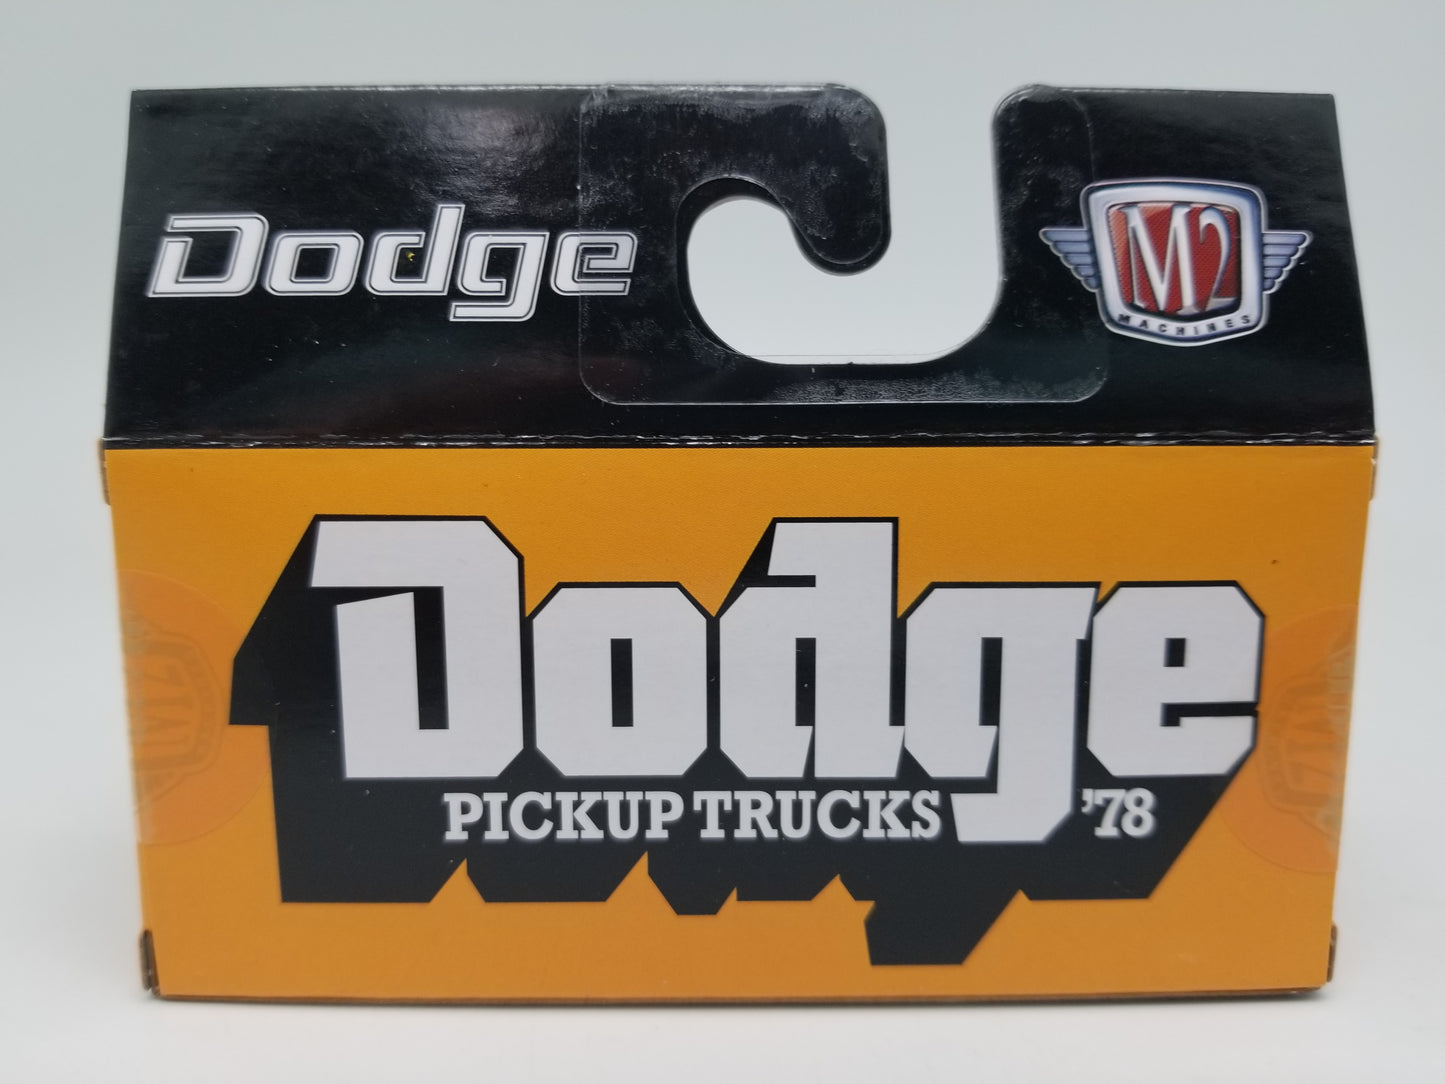 Dodge
M2
MACHINES
Dodge
PICKUP TRUCKS '78